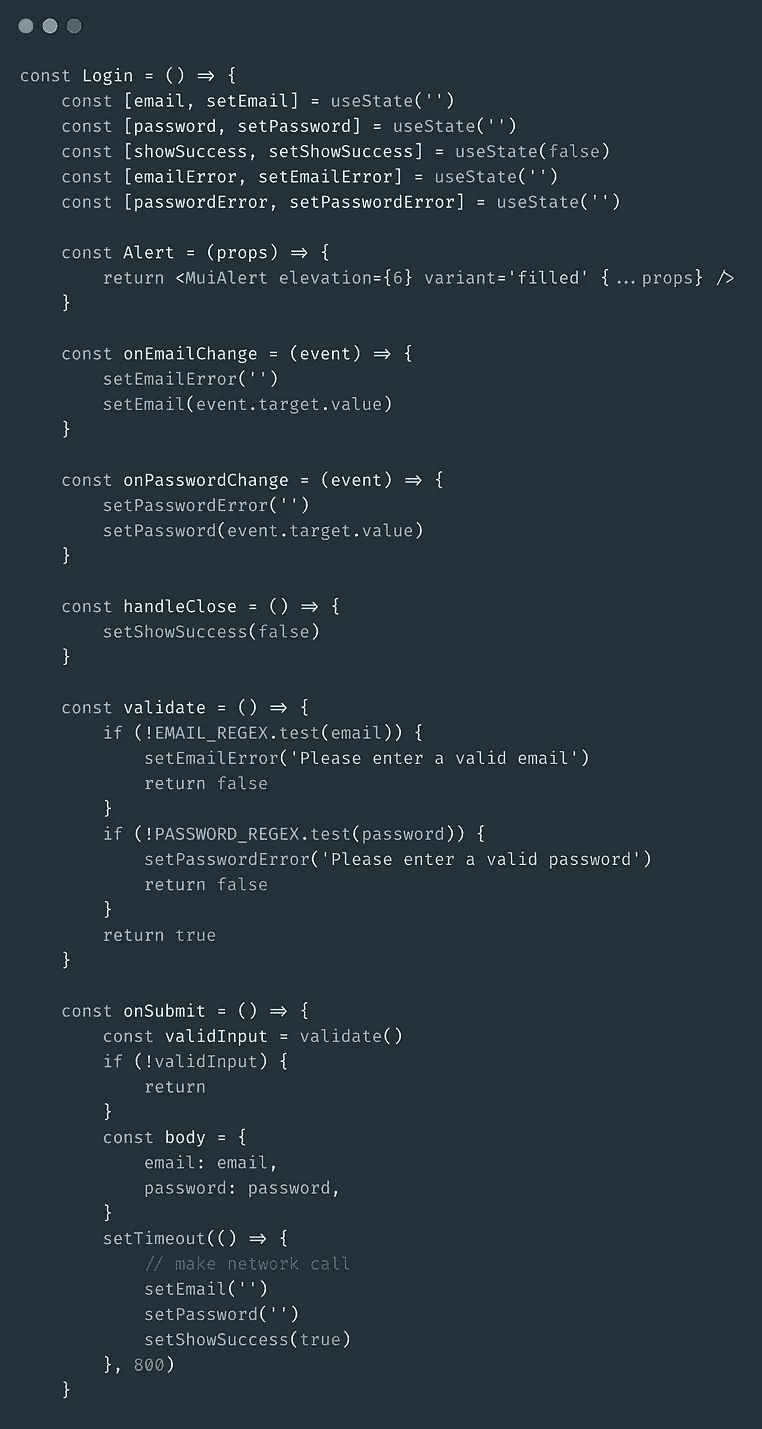 const Login = () => {
    const [email, setEmail] = useState('')
    const [password, setPassword] = useState('')
    const [showSuccess, setShowSuccess] = useState(false)
    const [emailError, setEmailError] = useState('')
    const [passwordError, setPasswordError] = useState('')

    const Alert = (props) => {
        return <MuiAlert elevation={6} variant='filled' {...props} />
    }

    const onEmailChange = (event) => {
        setEmailError('')
        setEmail(event.target.value)
    }

    const onPasswordChange = (event) => {
        setPasswordError('')
        setPassword(event.target.value)
    }

    const handleClose = () => {
        setShowSuccess(false)
    }

    const validate = () => {
        if (!EMAIL_REGEX.test(email)) {
            setEmailError('Please enter a valid email')
            return false
        }
        if (!PASSWORD_REGEX.test(password)) {
            setPasswordError('Please enter a valid password')
            return false
        }
        return true
    }

    const onSubmit = () => {
        const validInput = validate()
        if (!validInput) {
            return
        }
        const body = {
            email: email,
            password: password,
        }
        setTimeout(() => {
            // make network call
            setEmail('')
            setPassword('')
            setShowSuccess(true)
        }, 800)
    }